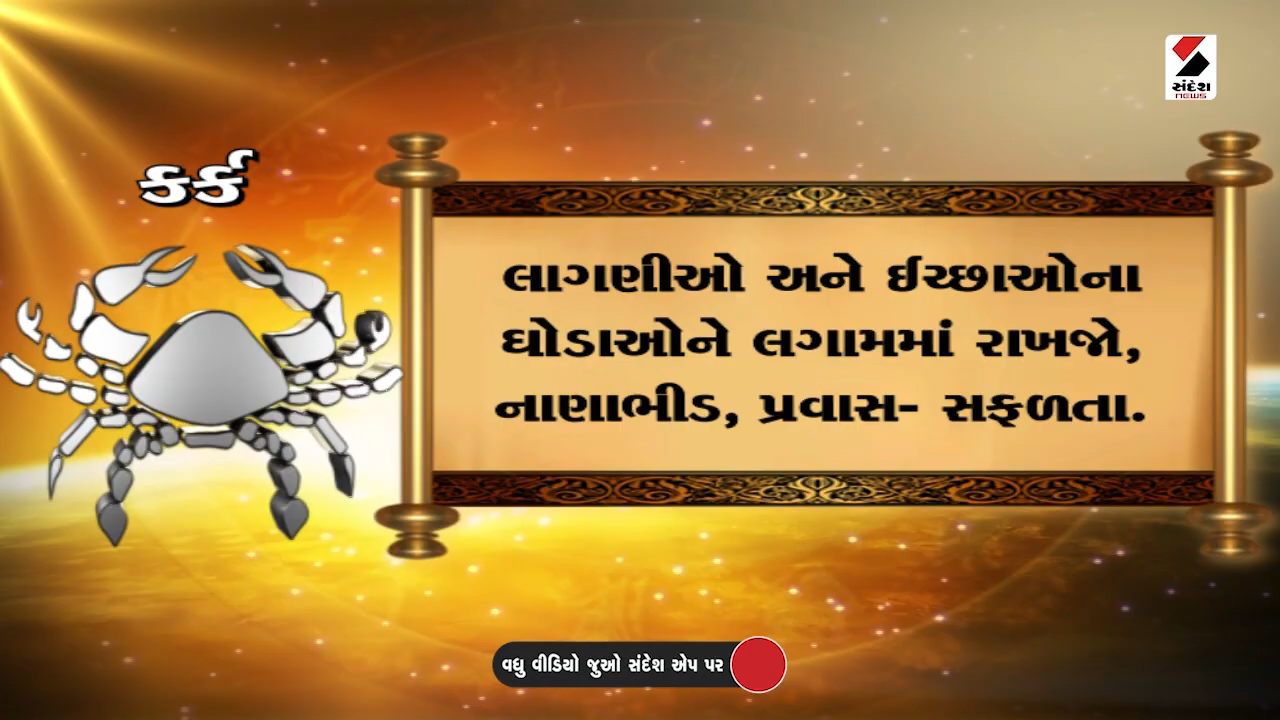 સંદેશ
NEWS
કર્ક
લાગણીઓ અને ઈચ્છાઓના
ઘોડાઓને લગામમાં રાખજો,
નાણાભીડ, પ્રવાસ- સફળતા.
વધુ વીડિયો જુઓ સંદેશ એપ પર